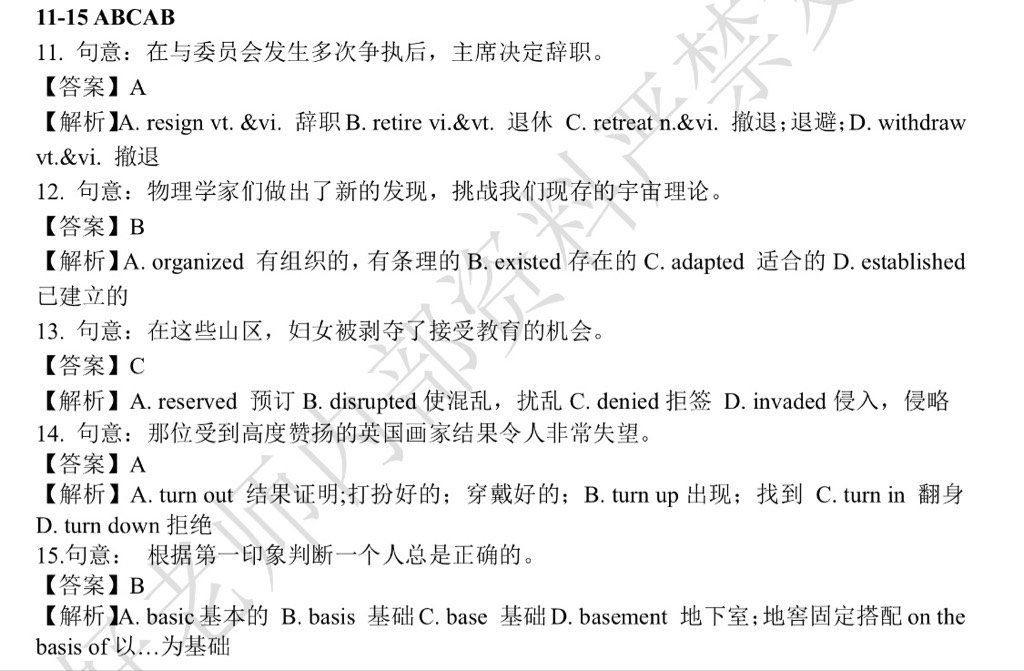 11-15 ABCAB
11. 句意：在与委员会发生多次争执后，主席决定辞职。
【答案】A
【解析】A. resign vt. &vi. 辞职 B. retire vi.&vt. 退休 C. retreat n.&vi. 撤退;退避;D. withdraw
vt.&vi. 撤退
12. 句意：物理学家们做出了新的发现，挑战我们现存的宇宙理论。
【答案】B
【解析】A. organized 有组织的，有条理的 B. existed 存在的 C. adapted 适合的 D. established
已建立的
13. 句意：在这些山区，妇女被剥夺了接受教育的机会。
【答案】C
【解析】A. reserved 预订 B. disrupted 使混乱，扰乱 C. denied 拒签 D. invaded 侵入，侵略
14. 句意：那位受到高度赞扬的英国画家结果令人非常失望。
【答案】A
【解析】A. turn out 结果证明;打扮好的；穿戴好的；B. turn up 出现；找到 C. turn in 翻身
D. turn down 拒绝
15.句意： 根据第一印象判断一个人总是正确的。
【答案】B
【解析】A. basic 基本的 B. basis 基础 C. base 基础 D. basement 地下室;地窖固定搭配 on the
basis of 以…为基础
好老师内部资料严禁发